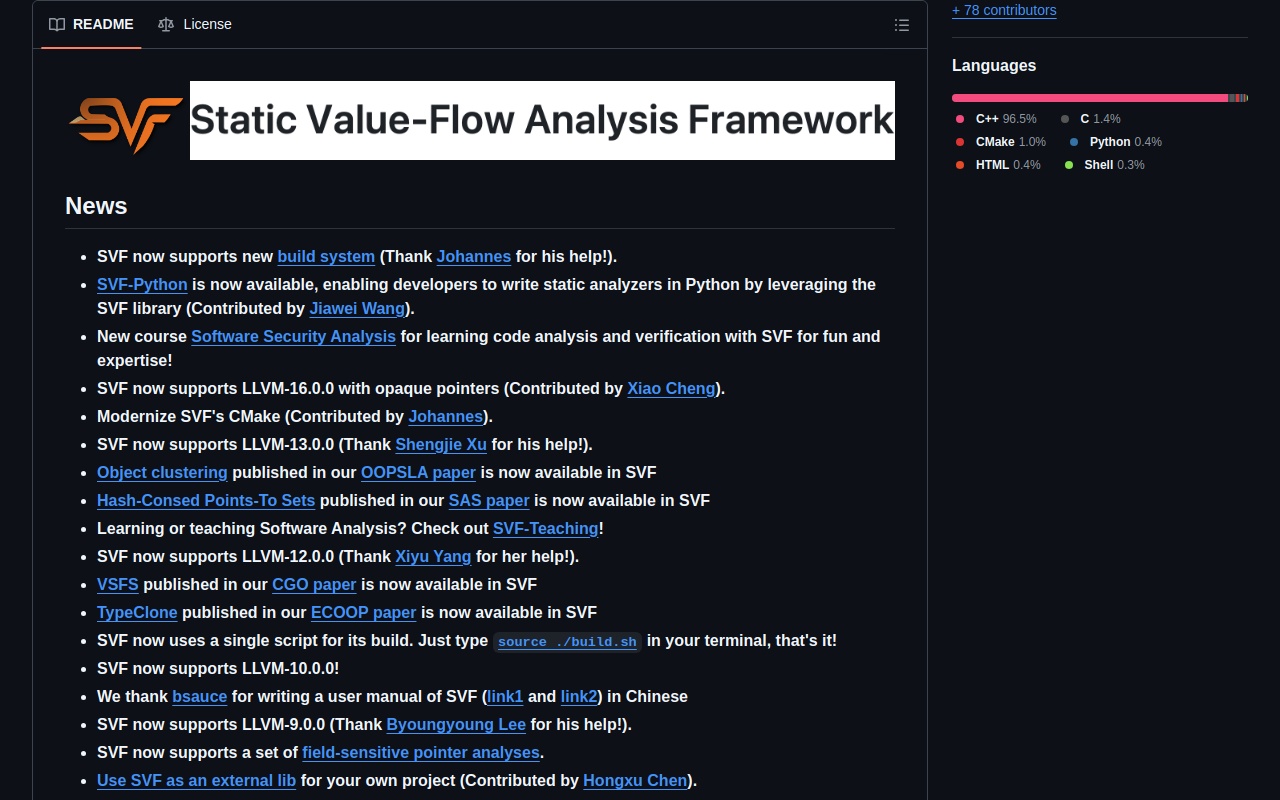 README
License
SVF
Static Value-Flow Analysis Framework
News
SVF now supports new build system (Thank Johannes for his help!).
SVF-Python is now available, enabling developers to write static analyzers in Python by leveraging the
SVF library (Contributed by Jiawei Wang).
New course Software Security Analysis for learning code analysis and verification with SVF for fun and
expertise!
SVF now supports LLVM-16.0.0 with opaque pointers (Contributed by Xiao Cheng).
Modernize SVF's CMake (Contributed by Johannes).
SVF now supports LLVM-13.0.0 (Thank Shengjie Xu for his help!).
Object clustering published in our OOPSLA paper is now available in SVF
Hash-Consed Points-To Sets published in our SAS paper is now available in SVF
Learning or teaching Software Analysis? Check out SVF-Teaching!
SVF now supports LLVM-12.0.0 (Thank Xiyu Yang for her help!).
VSFS published in our CGO paper is now available in SVF
TypeClone published in our ECOOP paper is now available in SVF
SVF now uses a single script for its build. Just type source ./build.sh in your terminal, that's it!
SVF now supports LLVM-10.0.0!
We thank bsauce for writing a user manual of SVF (link1 and link2) in Chinese
SVF now supports LLVM-9.0.0 (Thank Byoungyoung Lee for his help!).
SVF now supports a set of field-sensitive pointer analyses.
Use SVF as an external lib for your own project (Contributed by Hongxu Chen).
+ 78 contributors
Languages
C++ 96.5%
C 1.4%
CMake 1.0%
Python 0.4%
HTML 0.4%
Shell 0.3%